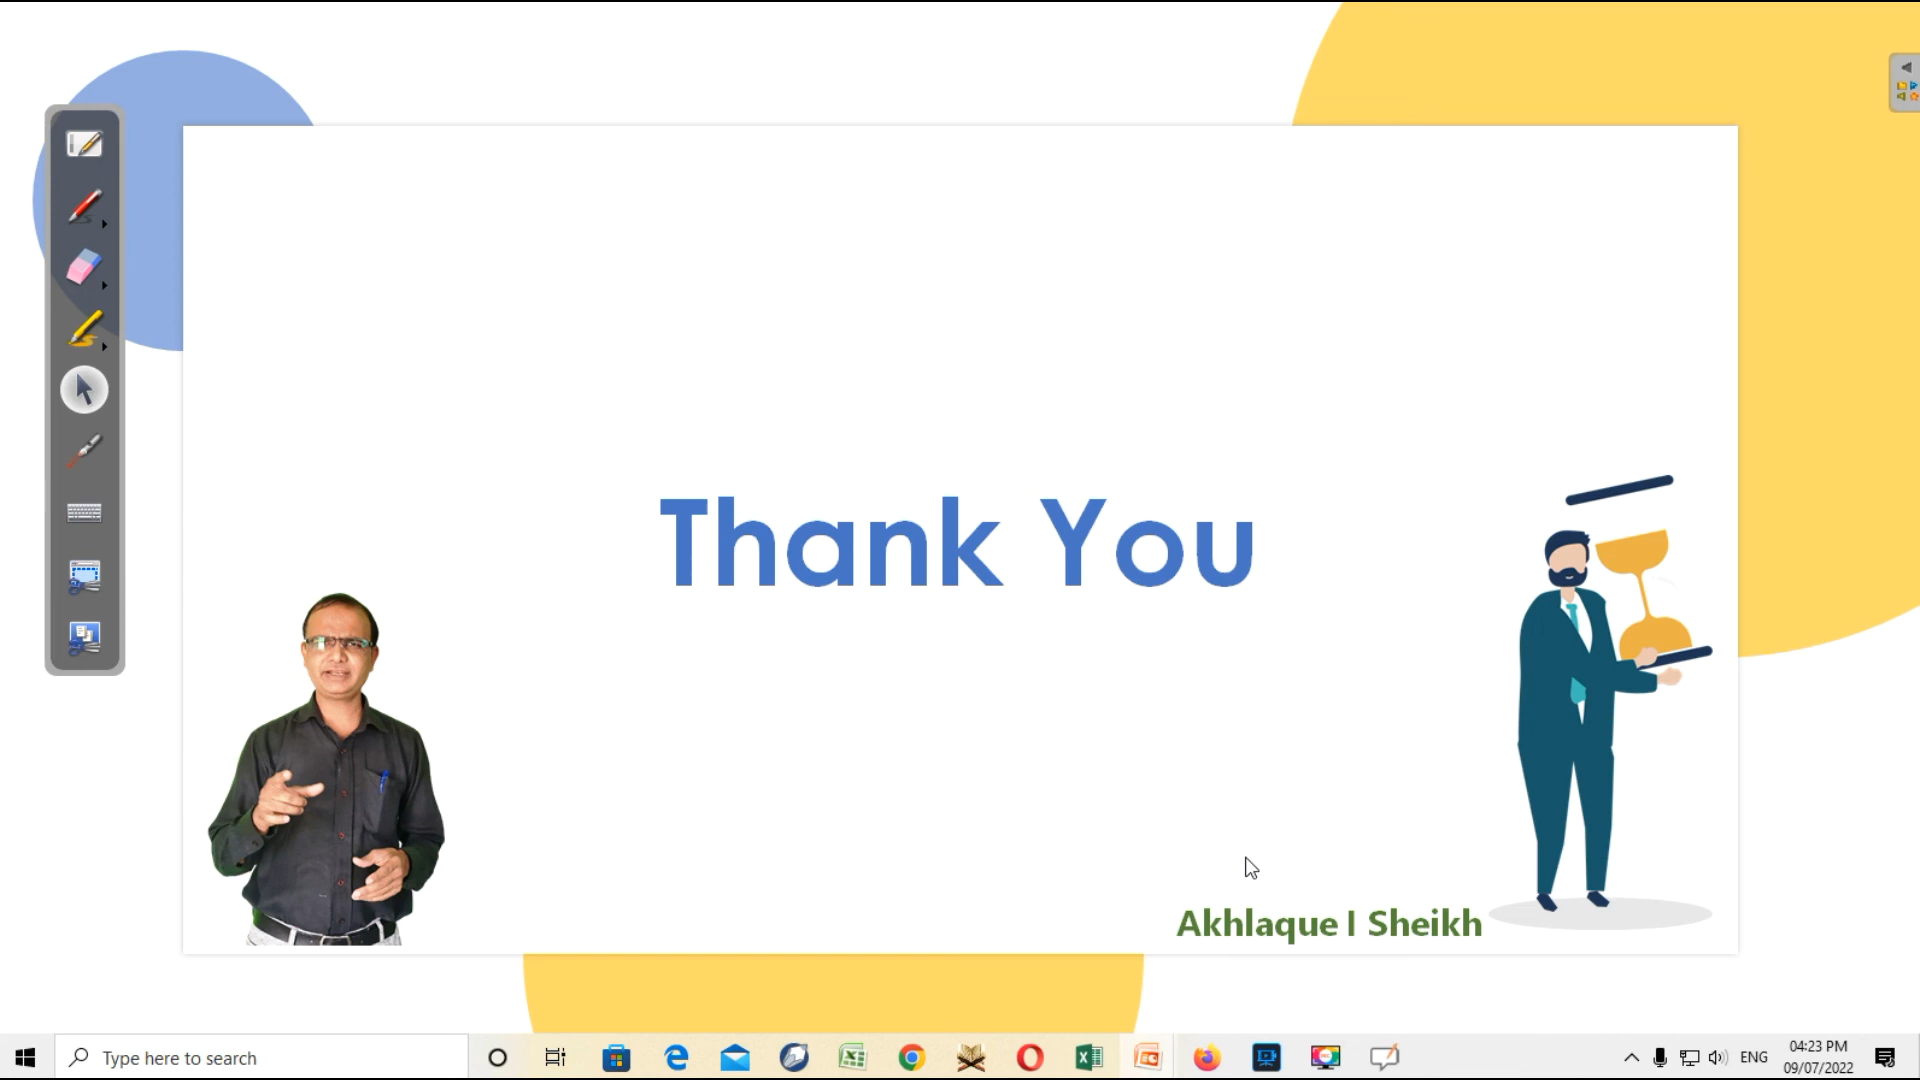 Thank You
Akhlaque I Sheikh
Type here to search
ENG
04:23 PM
09/07/2022